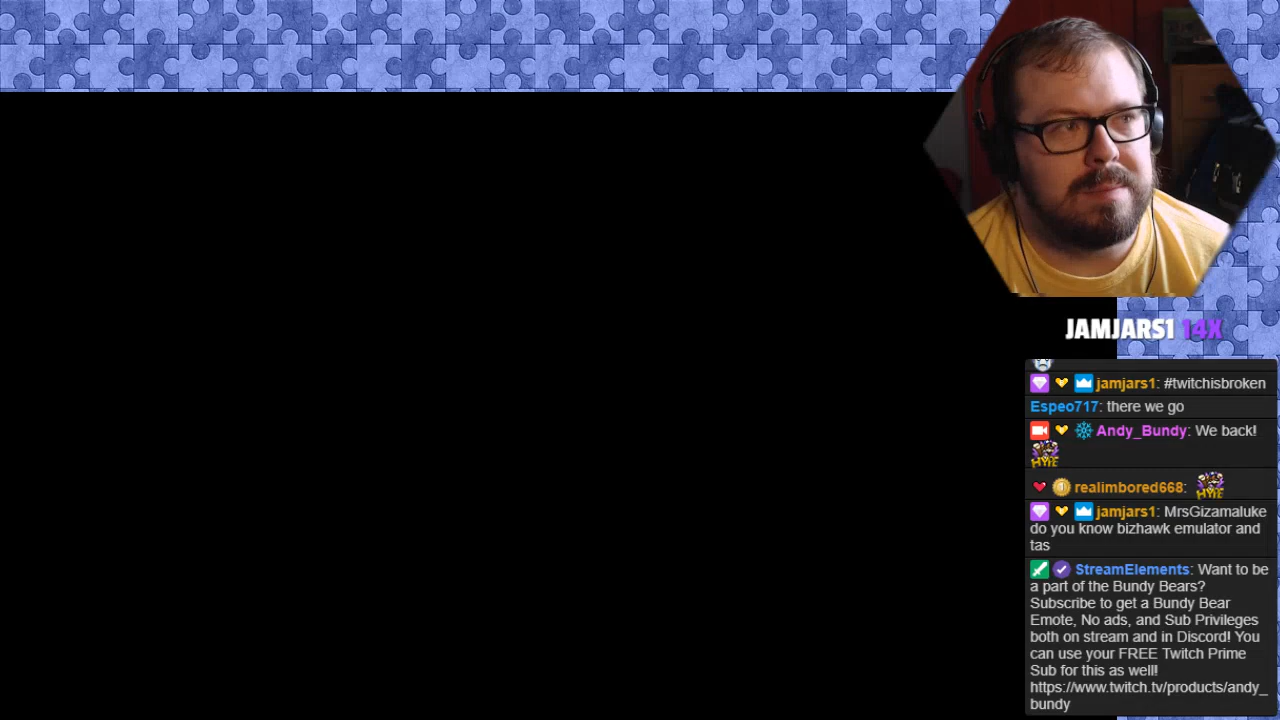 JAMJARS1 14X
jamjars1: #twitchisbroken
Espeo717: there we go
Andy_Bundy: We back!
HYPE
realimbored668: HYPE
jamjars1: MrsGizamaluke
do you know bizhawk emulator and
tas
StreamElements: Want to be
a part of the Bundy Bears?
Subscribe to get a Bundy Bear
Emote, No ads, and Sub Privileges
both on stream and in Discord! You
can use your FREE Twitch Prime
Sub for this as well!
https://www.twitch.tv/products/andy_
bundy